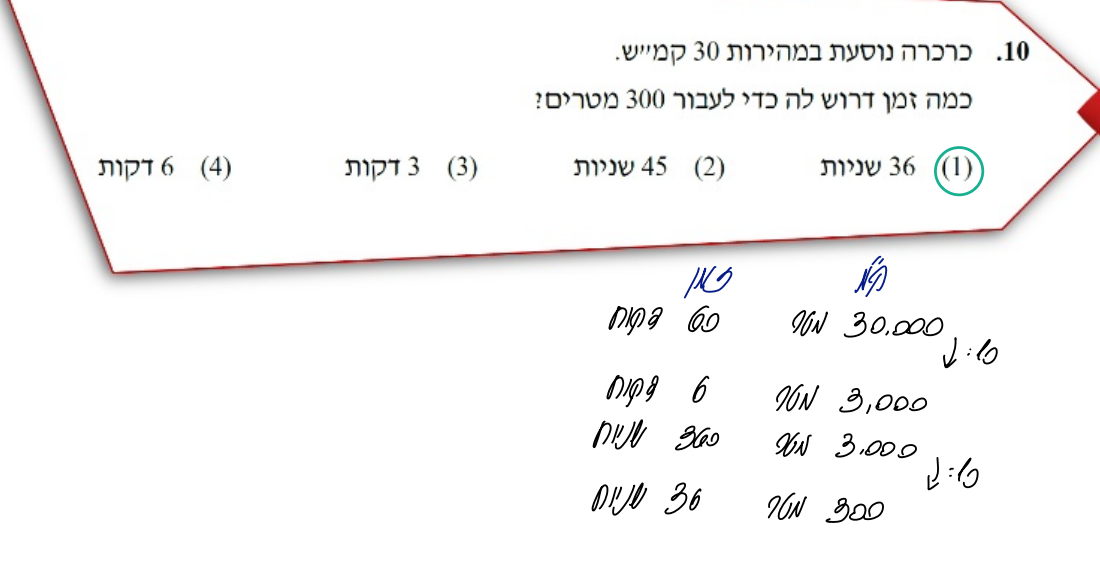 10. כרכרה נוסעת במהירות 30 קמ״ש.
כמה זמן דרוש לה כדי לעבור 300 מטרים?
(1) 36 שניות (2) 45 שניות (3) 3 דקות (4) 6 דקות
ק״מ זמן
30,000 מטר 60 דקות
:10
3,000 מטר 6 דקות
3,000 מטר 360 שניות
:10
300 מטר 36 שניות